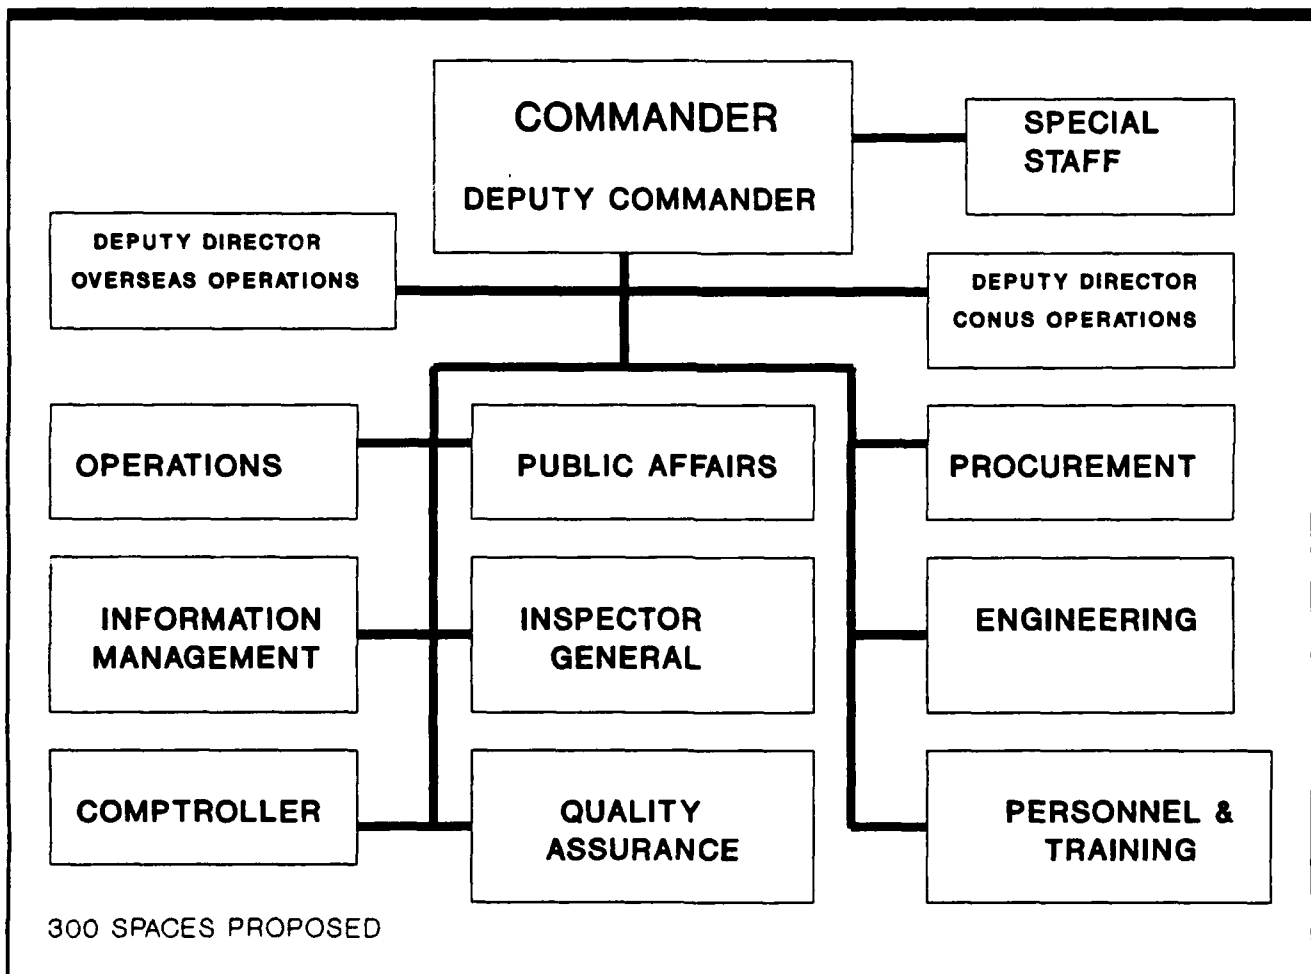 COMMANDER
DEPUTY COMMANDER
SPECIAL
STAFF
DEPUTY DIRECTOR
OVERSEAS OPERATIONS
DEPUTY DIRECTOR
CONUS OPERATIONS
OPERATIONS
PUBLIC AFFAIRS
PROCUREMENT
INFORMATION
MANAGEMENT
INSPECTOR
GENERAL
ENGINEERING
COMPTROLLER
QUALITY
ASSURANCE
PERSONNEL &
TRAINING
300 SPACES PROPOSED